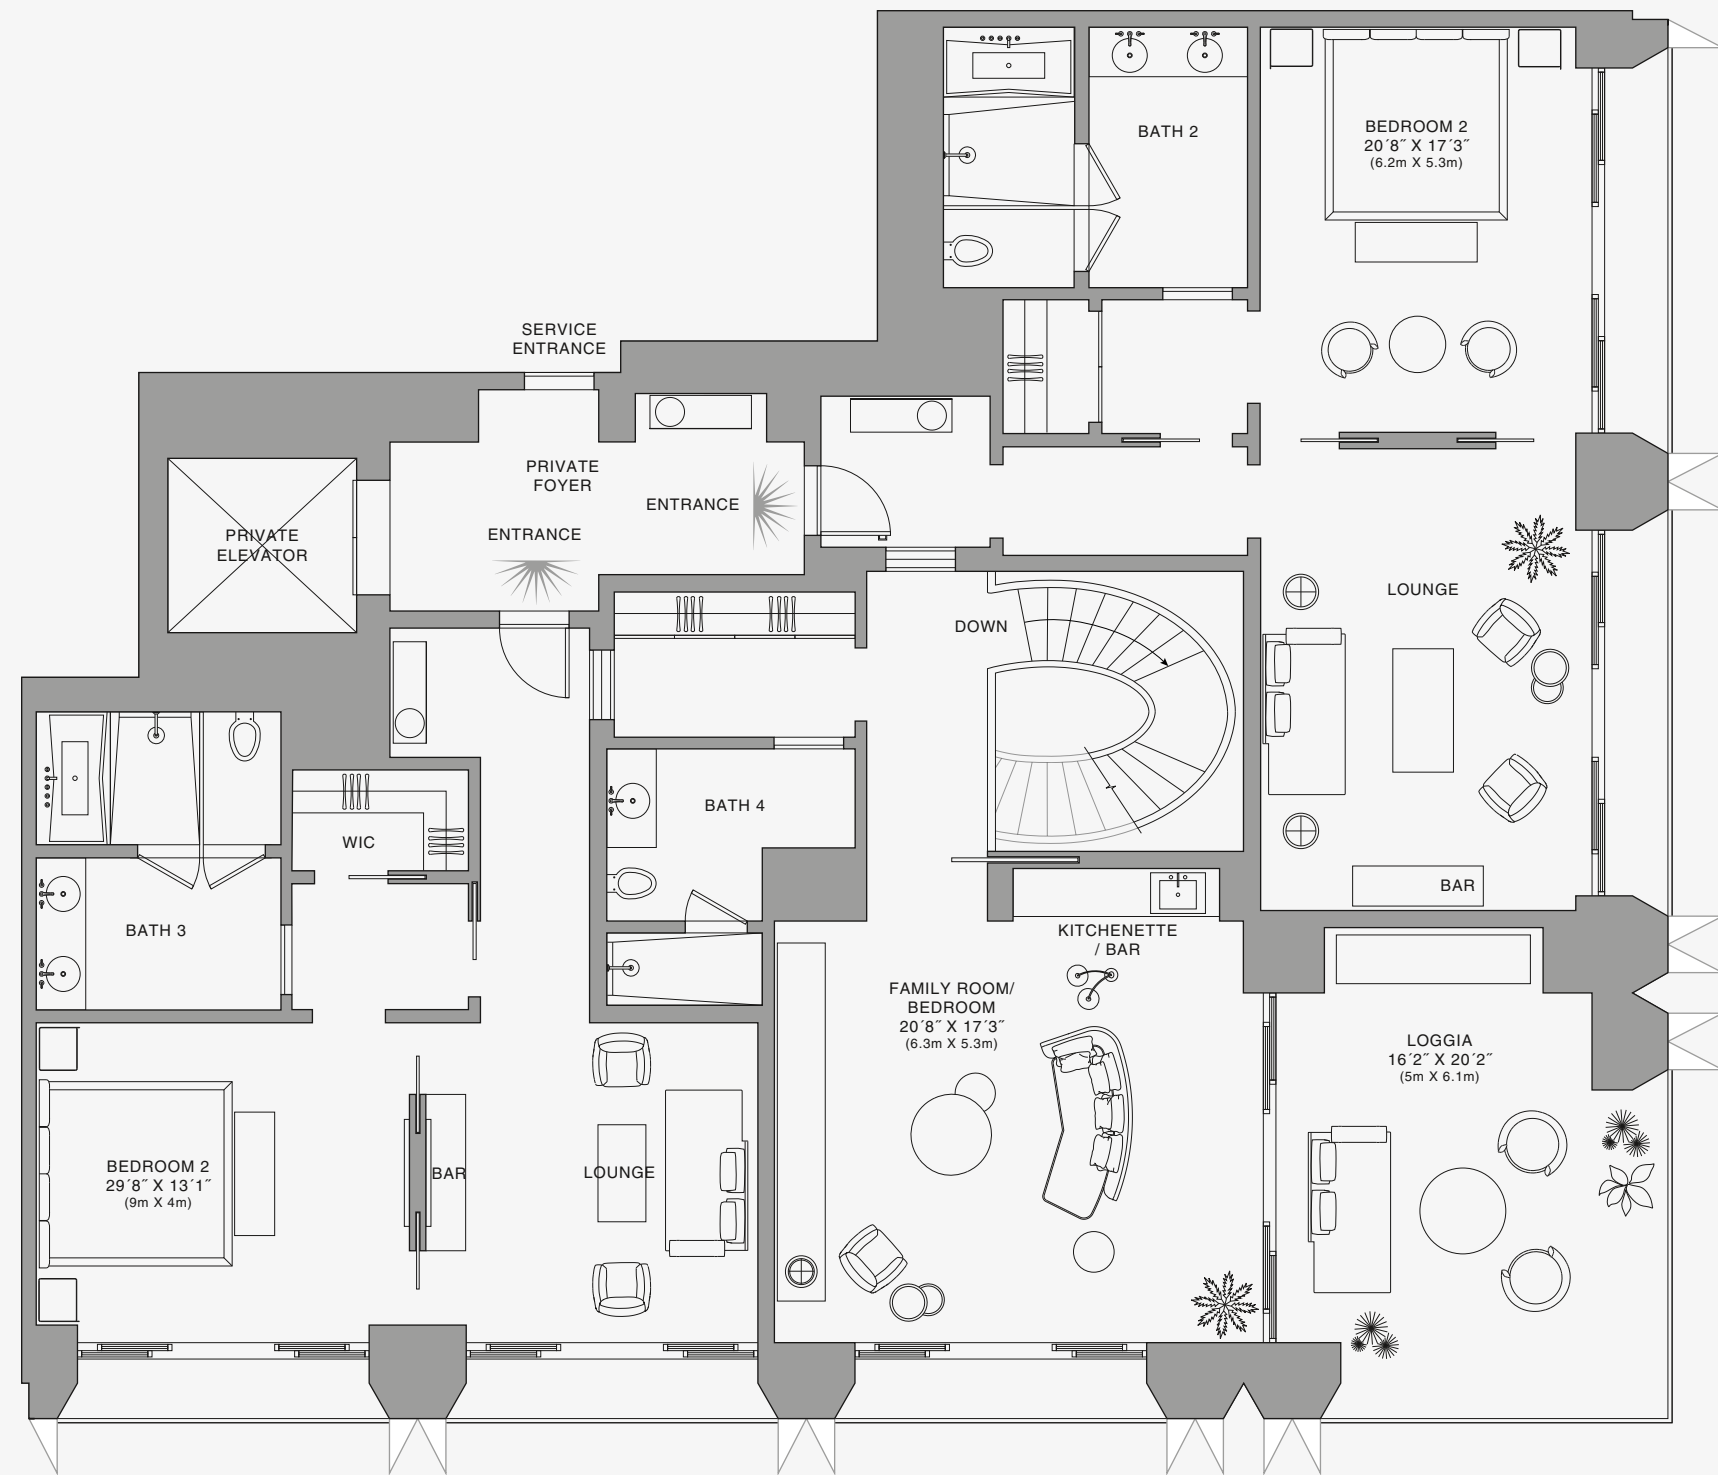 BATH 2
BEDROOM 2
20´8˝ X 17´3˝
(6.2m X 5.3m)
SERVICE
ENTRANCE
PRIVATE
FOYER
ENTRANCE
ENTRANCE
PRIVATE
ELEVATOR
LOUNGE
DOWN
BATH 4
WIC
BAR
BATH 3
KITCHENETTE
/ BAR
FAMILY ROOM/
BEDROOM
20´8˝ X 17´3˝
(6.3m X 5.3m)
LOGGIA
16´2˝ X 20´2˝
(5m X 6.1m)
BEDROOM 2
29´8˝ X 13´1˝
(9m X 4m)
BAR
LOUNGE